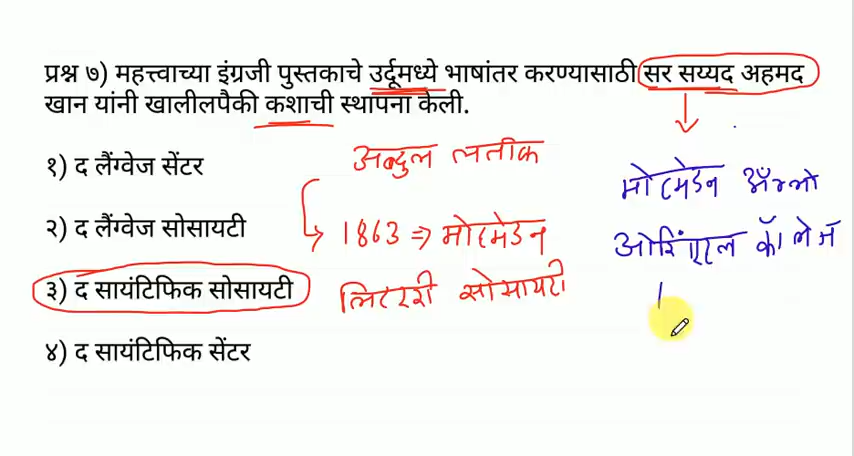 प्रश्न ७) महत्त्वाच्या इंग्रजी पुस्तकाचे उर्दूमध्ये भाषांतर करण्यासाठी सर सय्यद अहमद
खान यांनी खालीलपैकी कशाची स्थापना केली.
१) द लैंग्वेज सेंटर
२) द लैंग्वेज सोसायटी
३) द सायंटिफिक सोसायटी
४) द सायंटिफिक सेंटर
अब्दुल लतीफ
1863 ⇒ मोहमेडन
लिटररी सोसायटी
मोहमेडन अँग्लो
ओरिएंटल कॉलेज
1